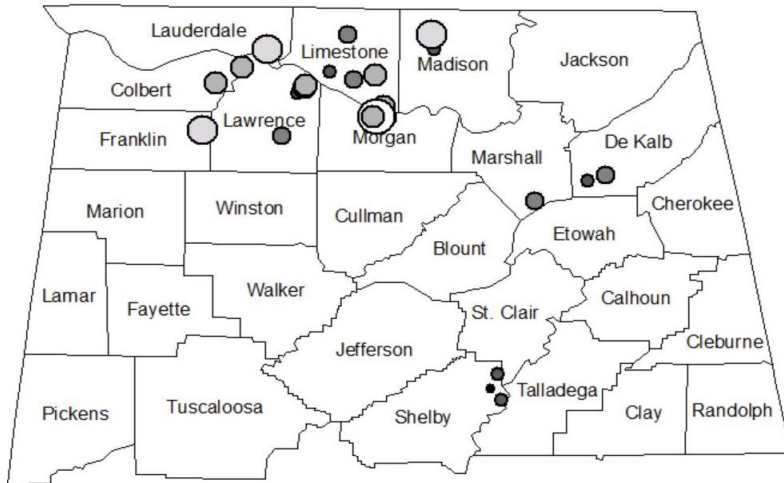 Lauderdale
Limestone
Madison
Jackson
Colbert
Lawrence
Franklin
Morgan
De Kalb
Marshall
Cherokee
Marion
Winston
Cullman
Etowah
Blount
Lamar
Fayette
Walker
St. Clair
Calhoun
Cleburne
Jefferson
Talladega
Pickens
Tuscaloosa
Shelby
Clay
Randolph